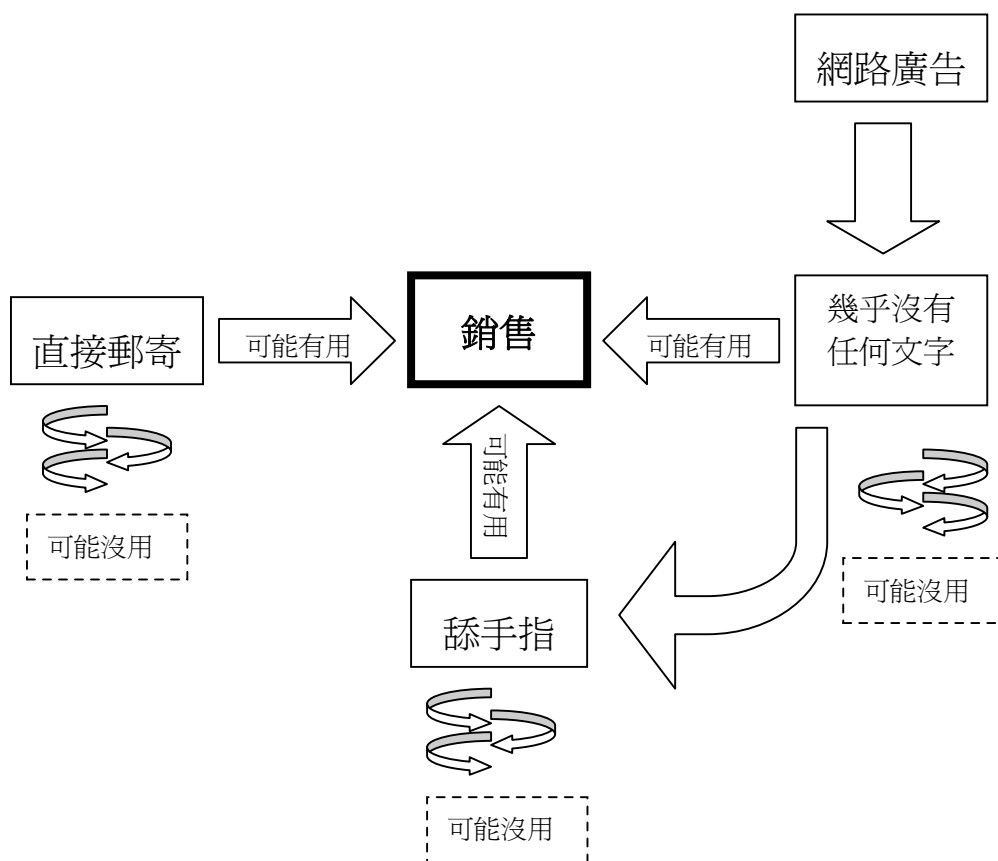 網路廣告
幾乎沒有
任何文字
銷售
直接郵寄
可能有用
可能有用
可能有用
可能沒用
可能沒用
舔手指
可能沒用